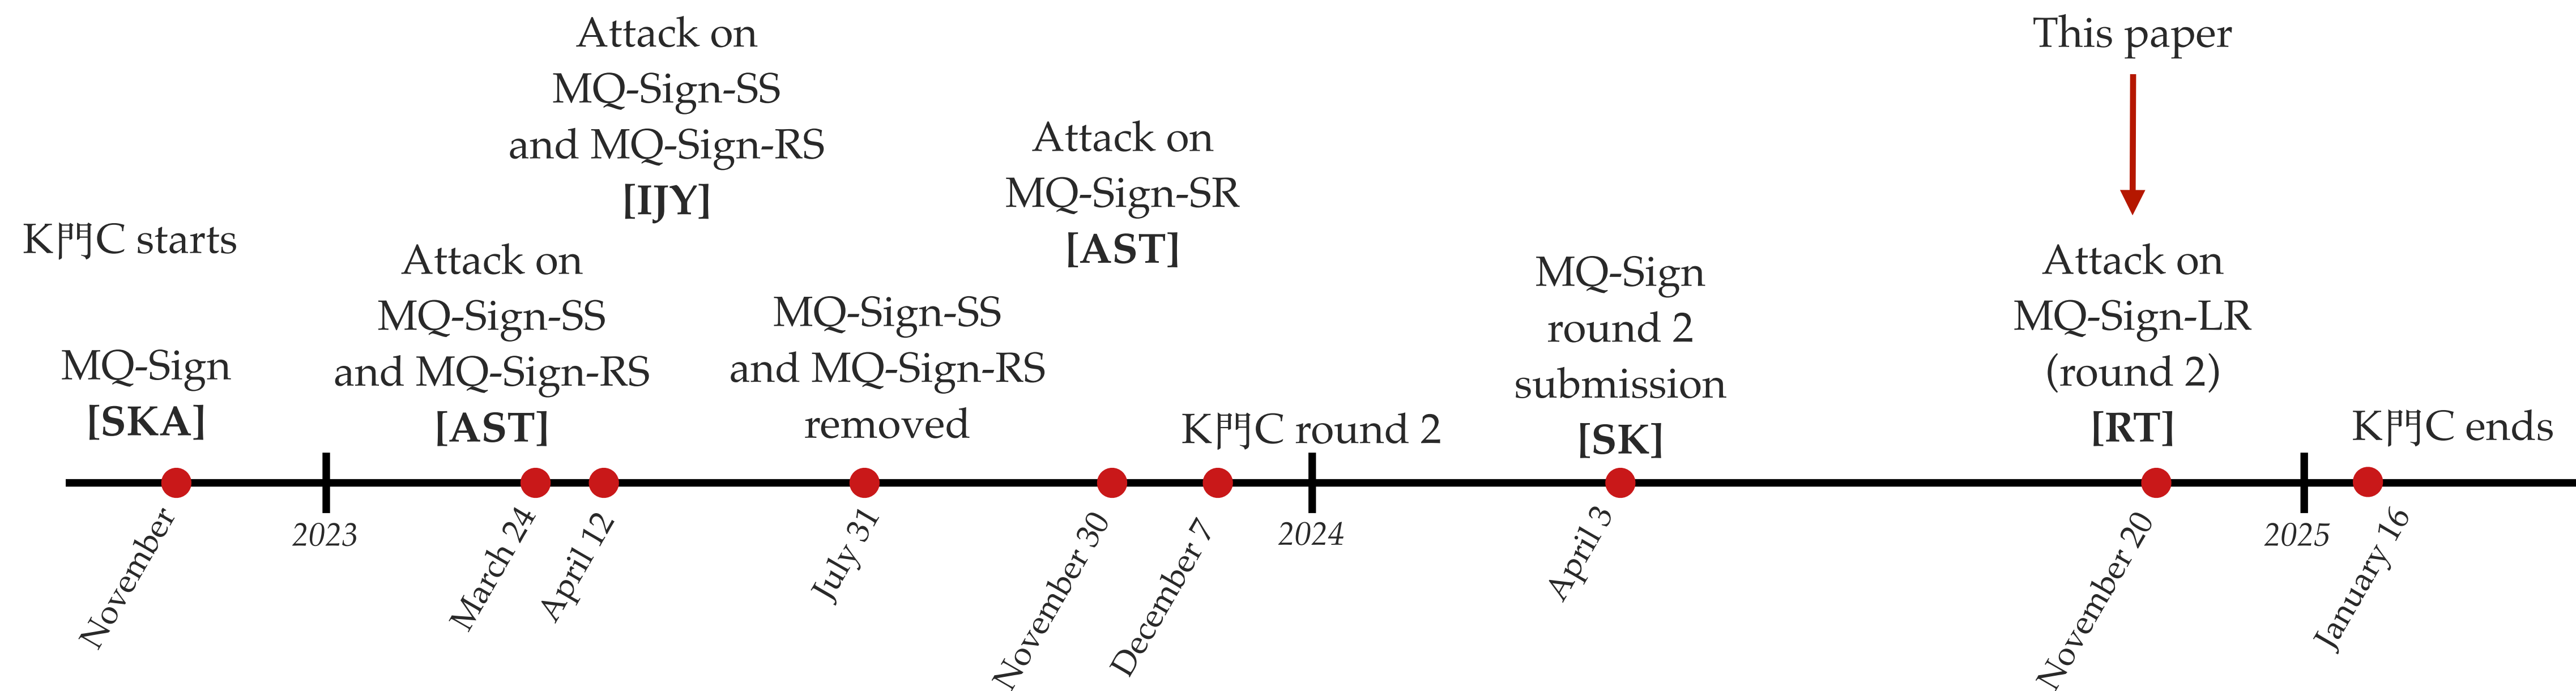 K門C starts
MQ-Sign
[SKA]
November
2023
Attack on
MQ-Sign-SS
and MQ-Sign-RS
[AST]
March 24
Attack on
MQ-Sign-SS
and MQ-Sign-RS
[IJY]
April 12
MQ-Sign-SS
and MQ-Sign-RS
removed
July 31
Attack on
MQ-Sign-SR
[AST]
November 30
K門C round 2
December 7
2024
MQ-Sign
round 2
submission
[SK]
April 3
This paper
Attack on
MQ-Sign-LR
(round 2)
[RT]
November 20
2025
K門C ends
January 16